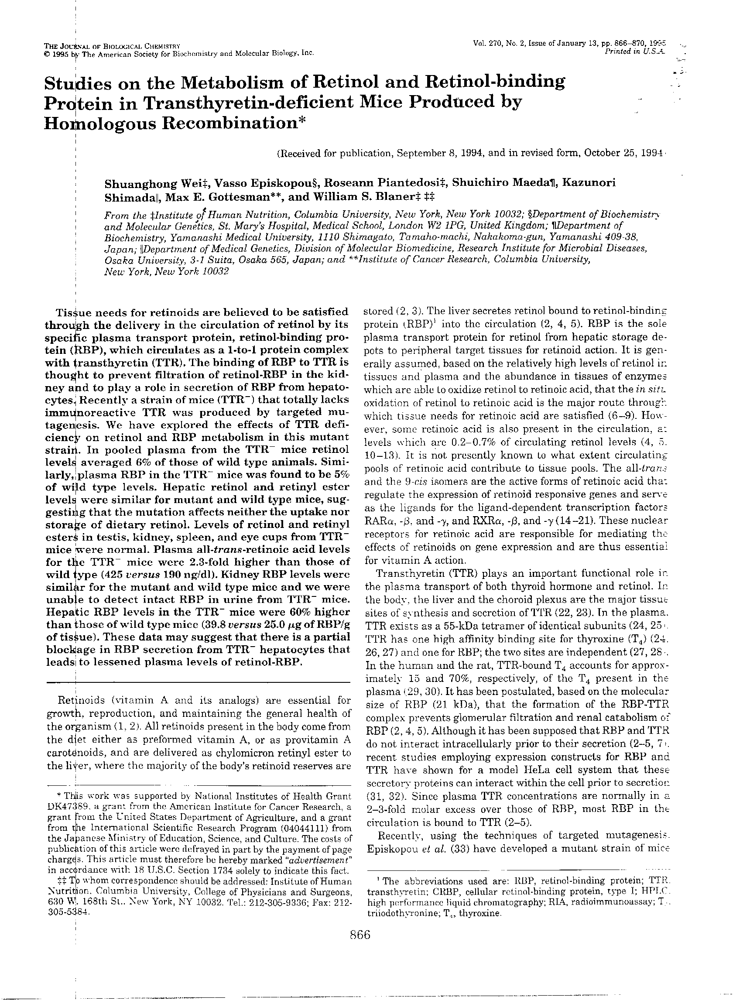 THE JOURNAL OF BIOLOGICAL CHEMISTRY
© 1995 by The American Society for Biochemistry and Molecular Biology, Inc.
Vol. 270, No. 2, Issue of January 13, pp. 866–870, 1995
Printed in U.S.A.
Studies on the Metabolism of Retinol and Retinol-binding
Protein in Transthyretin-deficient Mice Produced by
Homologous Recombination*
(Received for publication, September 8, 1994, and in revised form, October 25, 1994
Shuanghong Wei‡, Vasso Episkopou§, Roseann Piantedosi‡, Shuichiro Maeda¶, Kazunori
Shimada‖, Max E. Gottesman**, and William S. Blaner‡ ‡‡
From the ‡Institute of Human Nutrition, Columbia University, New York, New York 10032; §Department of Biochemistry
and Molecular Genetics, St. Mary's Hospital, Medical School, London W2 1PG, United Kingdom; ¶Department of
Biochemistry, Yamanashi Medical University, 1110 Shimagato, Tamaho-machi, Nakakoma-gun, Yamanashi 409-38,
Japan; ‖Department of Medical Genetics, Division of Molecular Biomedicine, Research Institute for Microbial Diseases,
Osaka University, 3-1 Suita, Osaka 565, Japan; and **Institute of Cancer Research, Columbia University,
New York, New York 10032
Tissue needs for retinoids are believed to be satisfied
through the delivery in the circulation of retinol by its
specific plasma transport protein, retinol-binding pro-
tein (RBP), which circulates as a 1-to-1 protein complex
with transthyretin (TTR). The binding of RBP to TTR is
thought to prevent filtration of retinol-RBP in the kid-
ney and to play a role in secretion of RBP from hepato-
cytes. Recently a strain of mice (TTR⁻) that totally lacks
immunoreactive TTR was produced by targeted mu-
tagenesis. We have explored the effects of TTR defi-
ciency on retinol and RBP metabolism in this mutant
strain. In pooled plasma from the TTR⁻ mice retinol
levels averaged 6% of those of wild type animals. Simi-
larly, plasma RBP in the TTR⁻ mice was found to be 5%
of wild type levels. Hepatic retinol and retinyl ester
levels were similar for mutant and wild type mice, sug-
gesting that the mutation affects neither the uptake nor
storage of dietary retinol. Levels of retinol and retinyl
esters in testis, kidney, spleen, and eye cups from TTR⁻
mice were normal. Plasma all-trans-retinoic acid levels
for the TTR⁻ mice were 2.3-fold higher than those of
wild type (425 versus 190 ng/dl). Kidney RBP levels were
similar for the mutant and wild type mice and we were
unable to detect intact RBP in urine from TTR⁻ mice.
Hepatic RBP levels in the TTR⁻ mice were 60% higher
than those of wild type mice (39.8 versus 25.0 μg of RBP/g
of tissue). These data may suggest that there is a partial
blockage in RBP secretion from TTR⁻ hepatocytes that
leads to lessened plasma levels of retinol-RBP.
Retinoids (vitamin A and its analogs) are essential for
growth, reproduction, and maintaining the general health of
the organism (1, 2). All retinoids present in the body come from
the diet either as preformed vitamin A, or as provitamin A
carotenoids, and are delivered as chylomicron retinyl ester to
the liver, where the majority of the body's retinoid reserves are
* This work was supported by National Institutes of Health Grant
DK47389, a grant from the American Institute for Cancer Research, a
grant from the United States Department of Agriculture, and a grant
from the International Scientific Research Program (04044111) from
the Japanese Ministry of Education, Science, and Culture. The costs of
publication of this article were defrayed in part by the payment of page
charges. This article must therefore be hereby marked "advertisement"
in accordance with 18 U.S.C. Section 1734 solely to indicate this fact.
‡‡ To whom correspondence should be addressed: Institute of Human
Nutrition, Columbia University, College of Physicians and Surgeons,
630 W. 168th St., New York, NY 10032. Tel.: 212-305-9336; Fax: 212-
305-5384.
stored (2, 3). The liver secretes retinol bound to retinol-binding
protein (RBP)¹ into the circulation (2, 4, 5). RBP is the sole
plasma transport protein for retinol from hepatic storage de-
pots to peripheral target tissues for retinoid action. It is gen-
erally assumed, based on the relatively high levels of retinol in
tissues and plasma and the abundance in tissues of enzymes
which are able to oxidize retinol to retinoic acid, that the in situ
oxidation of retinol to retinoic acid is the major route through
which tissue needs for retinoic acid are satisfied (6–9). How-
ever, some retinoic acid is also present in the circulation, at
levels which are 0.2–0.7% of circulating retinol levels (4, 5,
10–13). It is not presently known to what extent circulating
pools of retinoic acid contribute to tissue pools. The all-trans
and the 9-cis isomers are the active forms of retinoic acid that
regulate the expression of retinoid responsive genes and serve
as the ligands for the ligand-dependent transcription factors
RARα, -β, and -γ, and RXRα, -β, and -γ (14–21). These nuclear
receptors for retinoic acid are responsible for mediating the
effects of retinoids on gene expression and are thus essential
for vitamin A action.
Transthyretin (TTR) plays an important functional role in
the plasma transport of both thyroid hormone and retinol. In
the body, the liver and the choroid plexus are the major tissue
sites of synthesis and secretion of TTR (22, 23). In the plasma,
TTR exists as a 55-kDa tetramer of identical subunits (24, 25).
TTR has one high affinity binding site for thyroxine (T₄) (24,
26, 27) and one for RBP; the two sites are independent (27, 28).
In the human and the rat, TTR-bound T₄ accounts for approx-
imately 15 and 70%, respectively, of the T₄ present in the
plasma (29, 30). It has been postulated, based on the molecular
size of RBP (21 kDa), that the formation of the RBP-TTR
complex prevents glomerular filtration and renal catabolism of
RBP (2, 4, 5). Although it has been supposed that RBP and TTR
do not interact intracellularly prior to their secretion (2–5, 7),
recent studies employing expression constructs for RBP and
TTR have shown for a model HeLa cell system that these
secretory proteins can interact within the cell prior to secretion
(31, 32). Since plasma TTR concentrations are normally in a
2–3-fold molar excess over those of RBP, most RBP in the
circulation is bound to TTR (2–5).
Recently, using the techniques of targeted mutagenesis,
Episkopou et al. (33) have developed a mutant strain of mice
¹ The abbreviations used are: RBP, retinol-binding protein; TTR,
transthyretin; CRBP, cellular retinol-binding protein, type I; HPLC,
high performance liquid chromatography; RIA, radioimmunoassay; T
triiodothyronine; T₄, thyroxine.
866